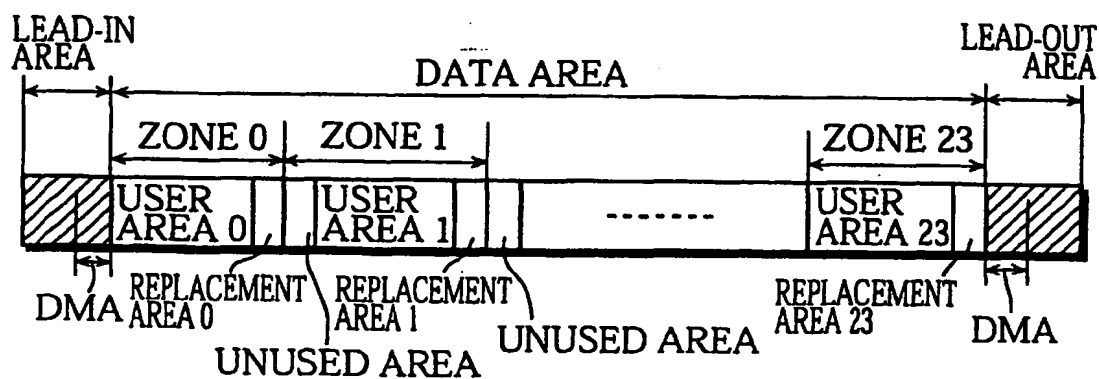 LEAD-IN
AREA
DATA AREA
LEAD-OUT
AREA
ZONE 0
ZONE 1
ZONE 23
USER
AREA 0
USER
AREA 1
USER
AREA 23
DMA
REPLACEMENT
AREA 0
UNUSED AREA
REPLACEMENT
AREA 1
UNUSED AREA
REPLACEMENT
AREA 23
DMA